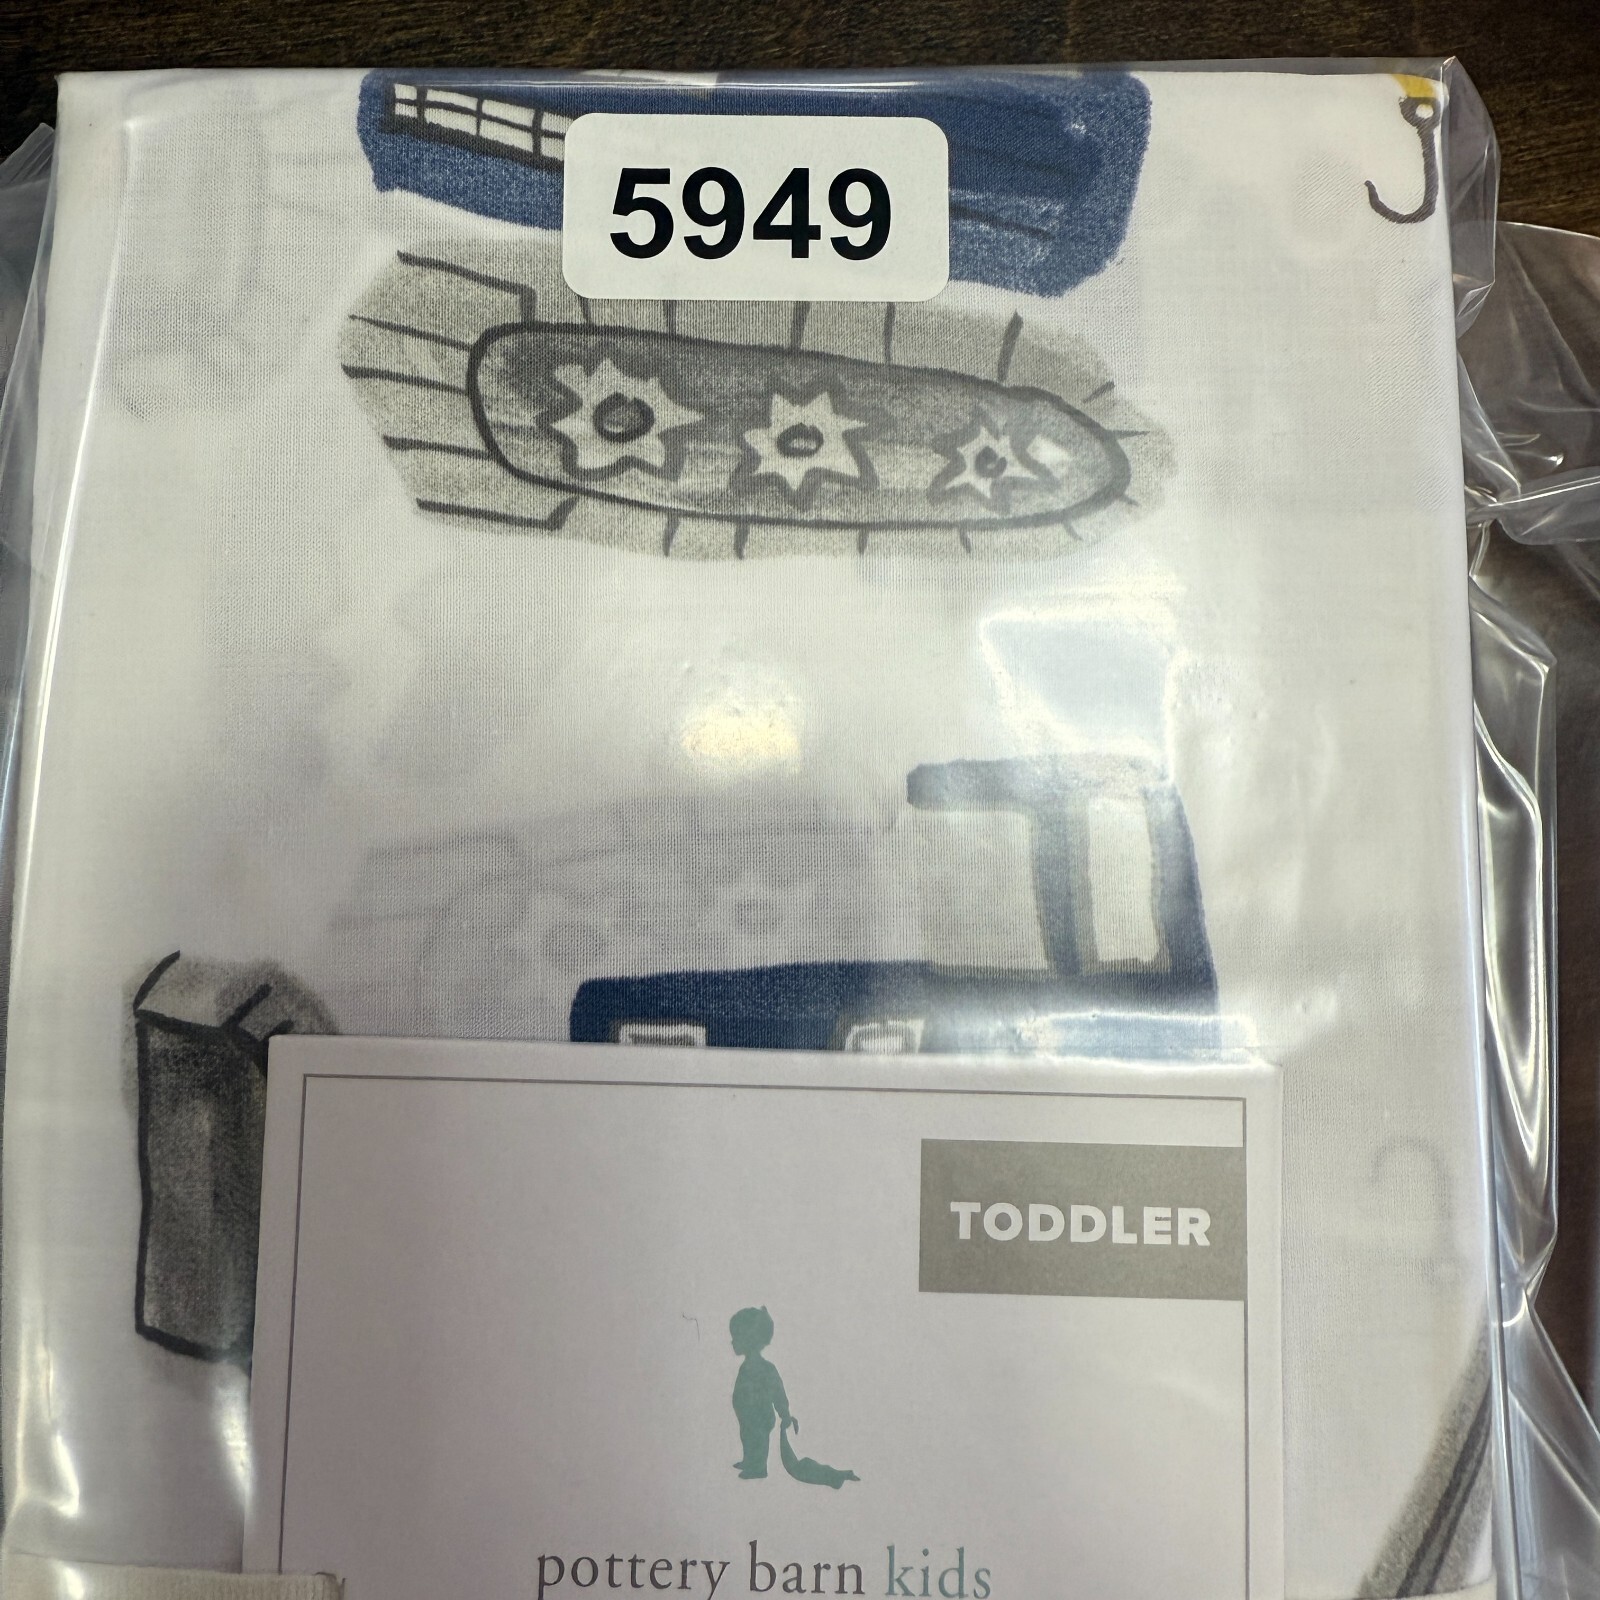 5949
TODDLER
pottery barn kids